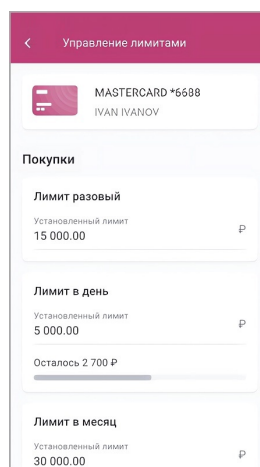 Управление лимитами
MASTERCARD *6688
IVAN IVANOV
Покупки
Лимит разовый
Установленный лимит
15 000.00 ₽
Лимит в день
Установленный лимит
5 000.00 ₽
Осталось 2 700 ₽
Лимит в месяц
Установленный лимит
30 000.00 ₽